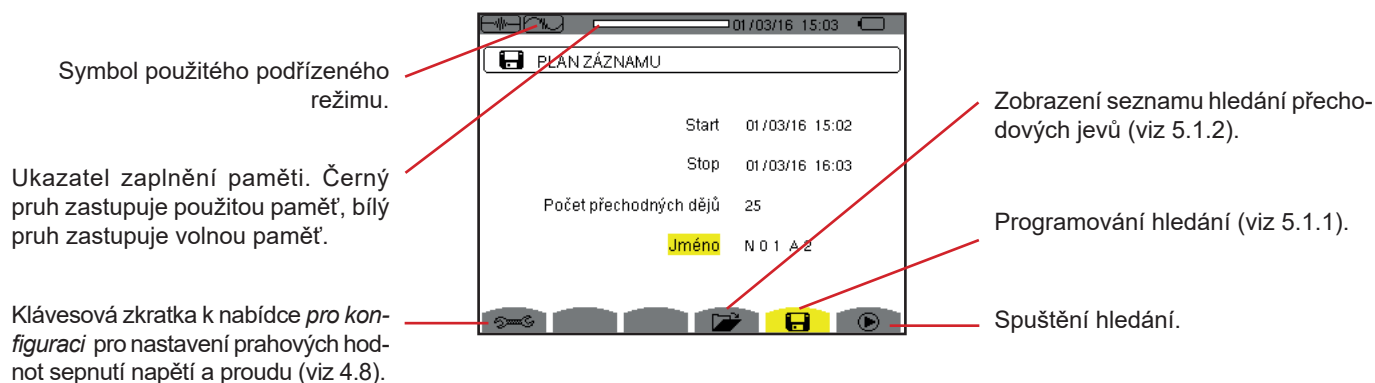 01/03/16 15:03
PLAN ZÁZNAMU
Start 01/03/16 15:02
Stop 01/03/16 16:03
Počet přechodných dějů 25
Jméno N 0 1 A 2
Symbol použitého podřízeného
režimu.
Ukazatel zaplnění paměti. Černý
pruh zastupuje použitou paměť, bílý
pruh zastupuje volnou paměť.
Klávesová zkratka k nabídce pro kon-
figuraci pro nastavení prahových hod-
not sepnutí napětí a proudu (viz 4.8).
Zobrazení seznamu hledání přecho-
dových jevů (viz 5.1.2).
Programování hledání (viz 5.1.1).
Spuštění hledání.